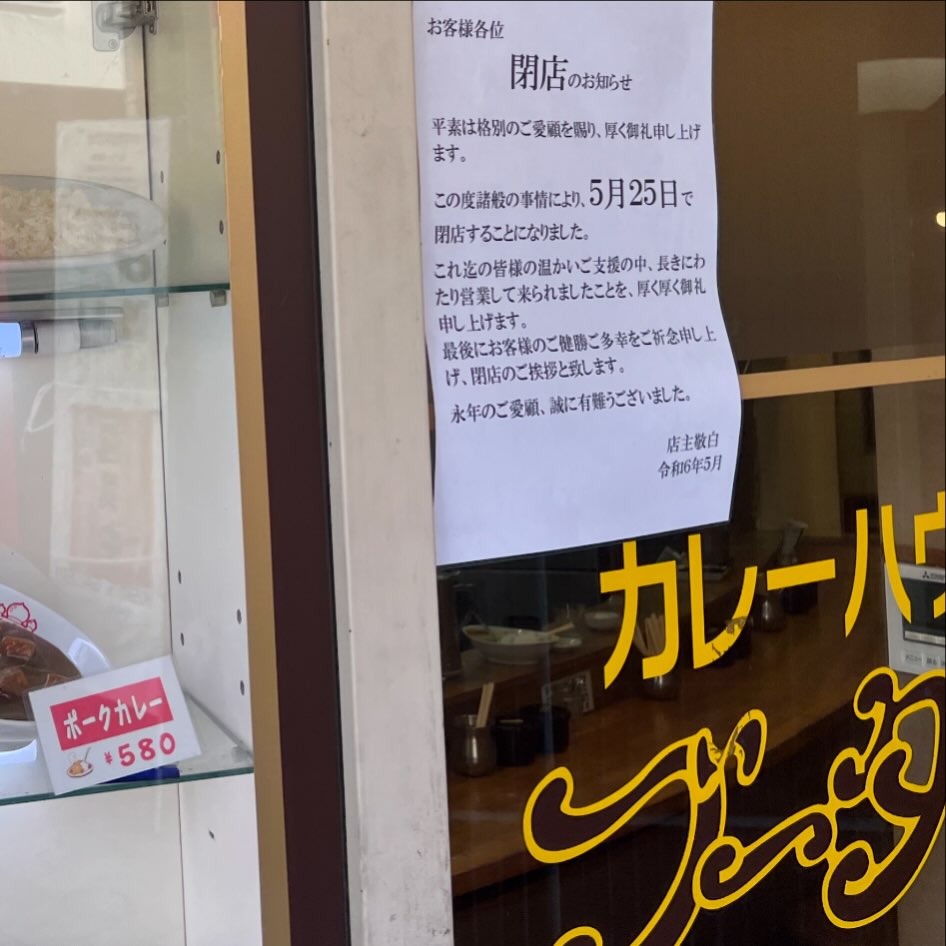 お客様各位
閉店のお知らせ
平素は格別のご愛顧を賜り、厚く御礼申し上げ
ます。
この度諸般の事情により、5月25日で
閉店することになりました。
これ迄の皆様の温かいご支援の中、長きにわ
たり営業して来られましたことを、厚く厚く御礼
申し上げます。
最後にお客様のご健勝ご多幸をご祈念申し上
げ、閉店のご挨拶と致します。
永年のご愛顧、誠に有難うございました。
店主敬白
令和6年5月
カレーハウ
ブータ
ポークカレー
¥580